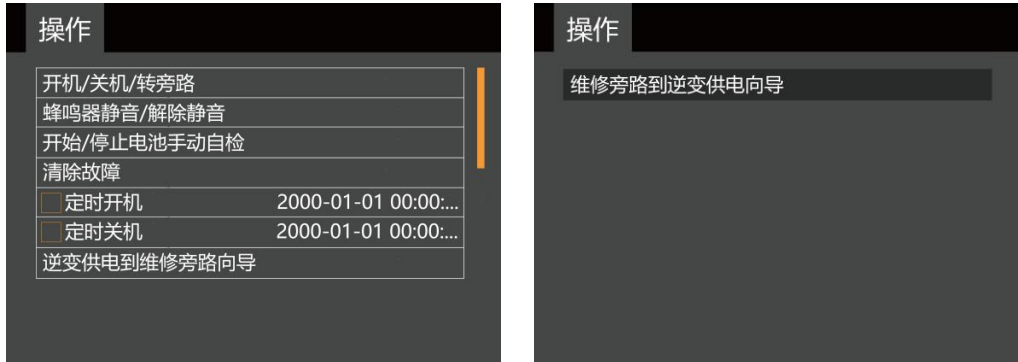 操作
开机/关机/转旁路
蜂鸣器静音/解除静音
开始/停止电池手动自检
清除故障
定时开机 2000-01-01 00:00:...
定时关机 2000-01-01 00:00:...
逆变供电到维修旁路向导
操作
维修旁路到逆变供电向导